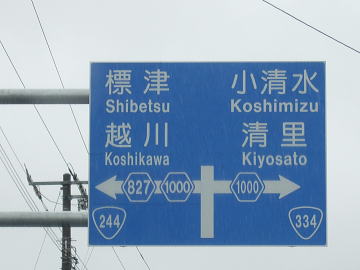 標津 小清水
Shibetsu Koshimizu
越川 清里
Koshikawa Kiyosato
827 1000 1000
244 334